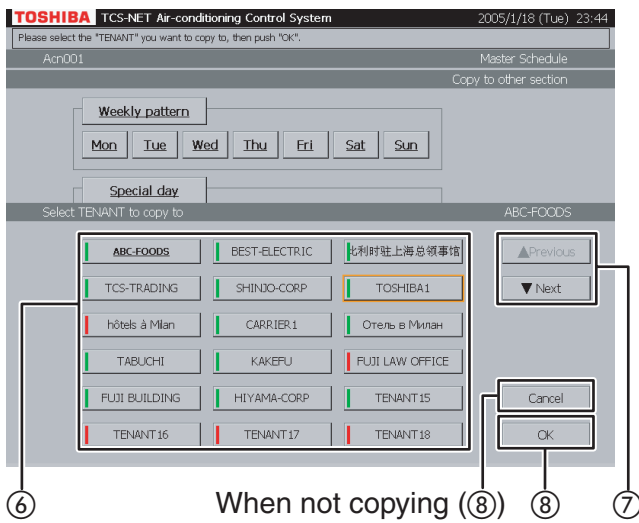 TOSHIBA TCS-NET Air-conditioning Control System 2005/1/18 (Tue) 23:44
Please select the "TENANT" you want to copy to, then push "OK".
Acn001 Master Schedule
Copy to other section
Weekly pattern
Mon Tue Wed Thu Fri Sat Sun
Special day
Select TENANT to copy to ABC-FOODS
ABC-FOODS BEST-ELECTRIC 比利时驻上海总领事馆 ▲Previous
TCS-TRADING SHINJO-CORP TOSHIBA1 ▼Next
hôtels à Milan CARRIER1 Отель в Милан
TABUCHI KAKEFU FUJI LAW OFFICE
FUJI BUILDING HIYAMA-CORP TENANT15 Cancel
TENANT16 TENANT17 TENANT18 OK
⑥ When not copying (⑧) ⑧ ⑦